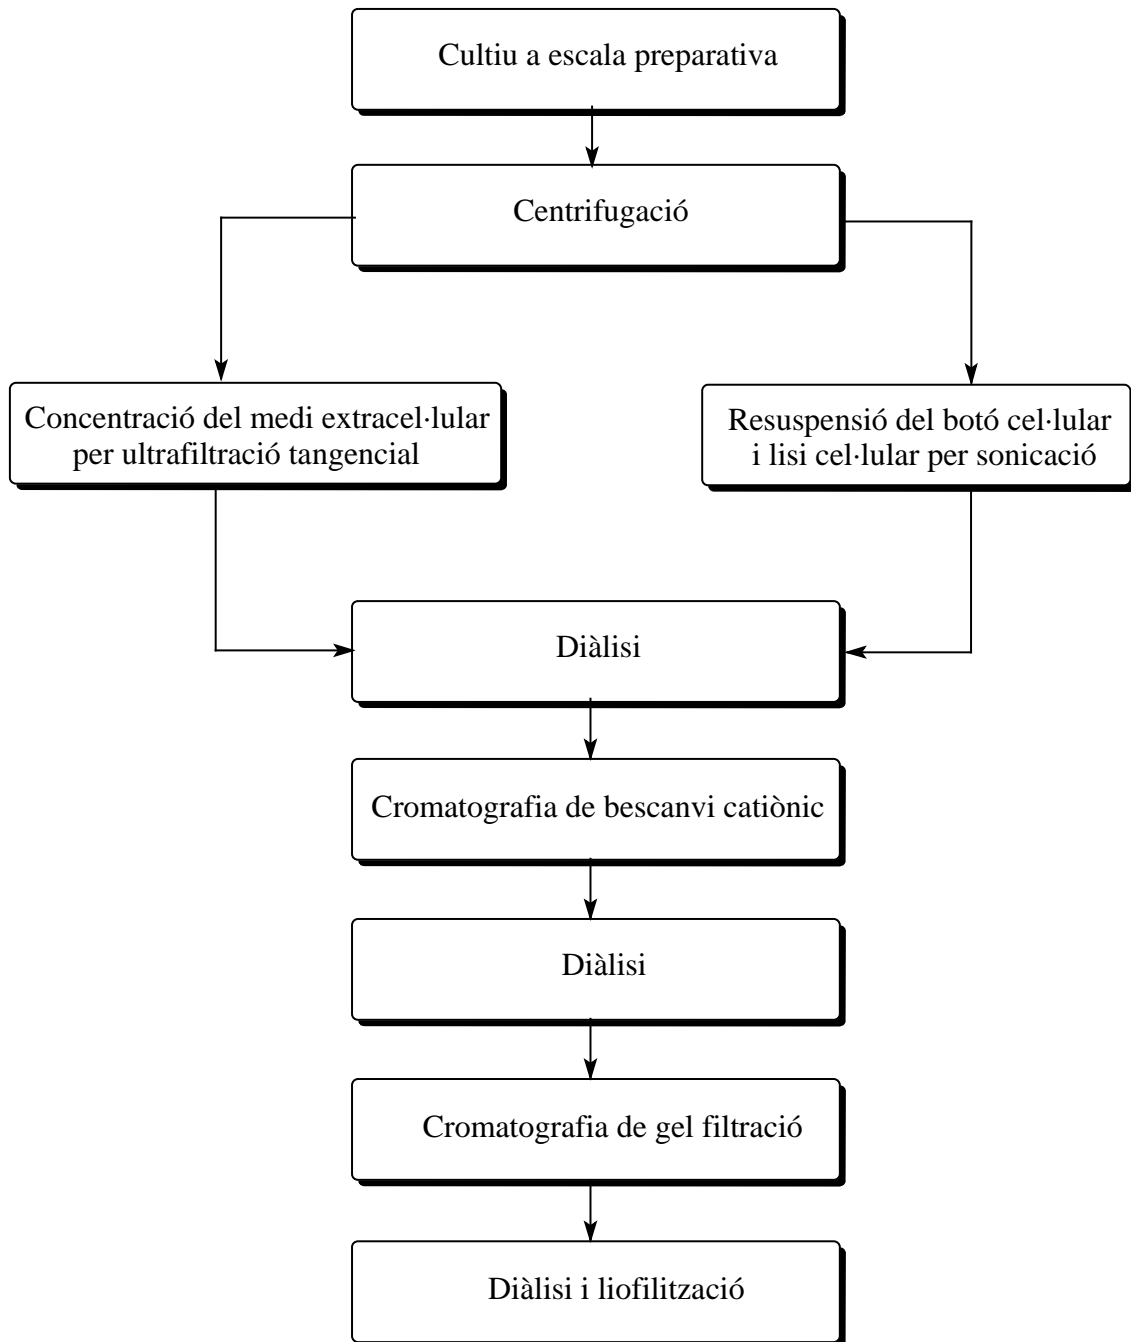 Cultiu a escala preparativa
Centrifugació
Concentració del medi extracel·lular
per ultrafiltració tangencial
Resuspensió del botó cel·lular
i lisi cel·lular per sonicació
Diàlisi
Cromatografia de bescanvi catiònic
Diàlisi
Cromatografia de gel filtració
Diàlisi i liofilització